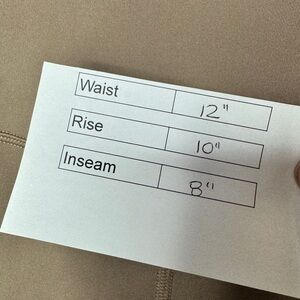 Waist 12"
Rise 10"
Inseam 8"